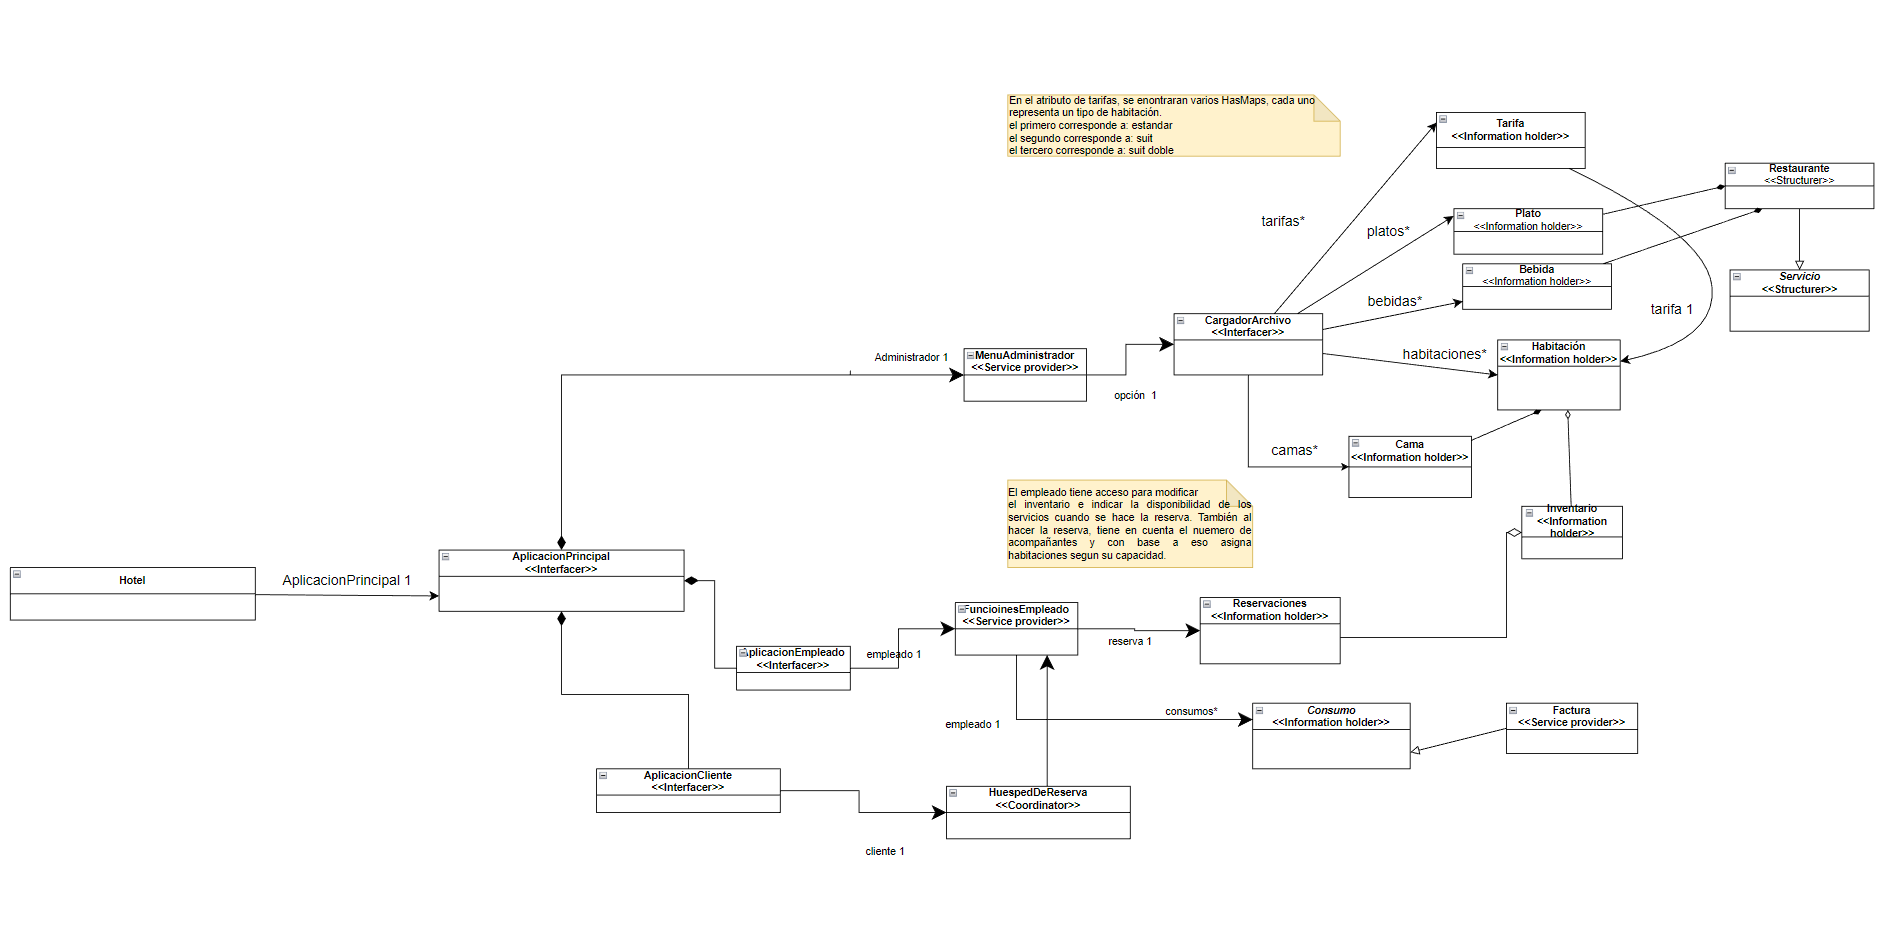 En el atributo de tarifas, se enontraran varios HasMaps, cada uno
representa un tipo de habitación.
el primero corresponde a: estandar
el segundo corresponde a: suit
el tercero corresponde a: suit doble
Tarifa
<<Information holder>>
Restaurante
<<Structurer>>
tarifas*
platos*
Plato
<<Information holder>>
Bebida
<<Information holder>>
Servicio
<<Structurer>>
bebidas*
tarifa 1
CargadorArchivo
<<Interfacer>>
Administrador 1
MenuAdministrador
<<Service provider>>
habitaciones*
Habitación
<<Information holder>>
opción 1
camas*
Cama
<<Information holder>>
El empleado tiene acceso para modificar
el inventario e indicar la disponibilidad de los
servicios cuando se hace la reserva. También al
hacer la reserva, tiene en cuenta el nuemero de
acompañantes y con base a eso asigna
habitaciones segun su capacidad.
Inventario
<<Information
holder>>
Hotel
AplicacionPrincipal 1
AplicacionPrincipal
<<Interfacer>>
FuncioinesEmpleado
<<Service provider>>
Reservaciones
<<Information holder>>
reserva 1
AplicacionEmpleado
<<Interfacer>>
empleado 1
empleado 1
consumos*
Consumo
<<Information holder>>
Factura
<<Service provider>>
AplicacionCliente
<<Interfacer>>
HuespedDeReserva
<<Coordinator>>
cliente 1